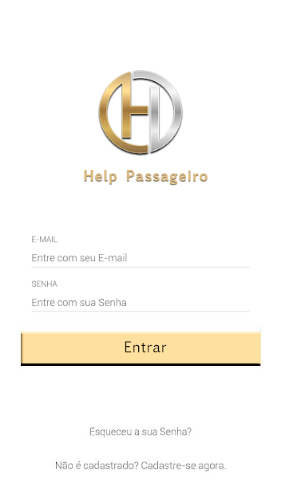 H
Help Passageiro
E-MAIL
Entre com seu E-mail
SENHA
Entre com sua Senha
Entrar
Esqueceu a sua Senha?
Não é cadastrado? Cadastre-se agora.